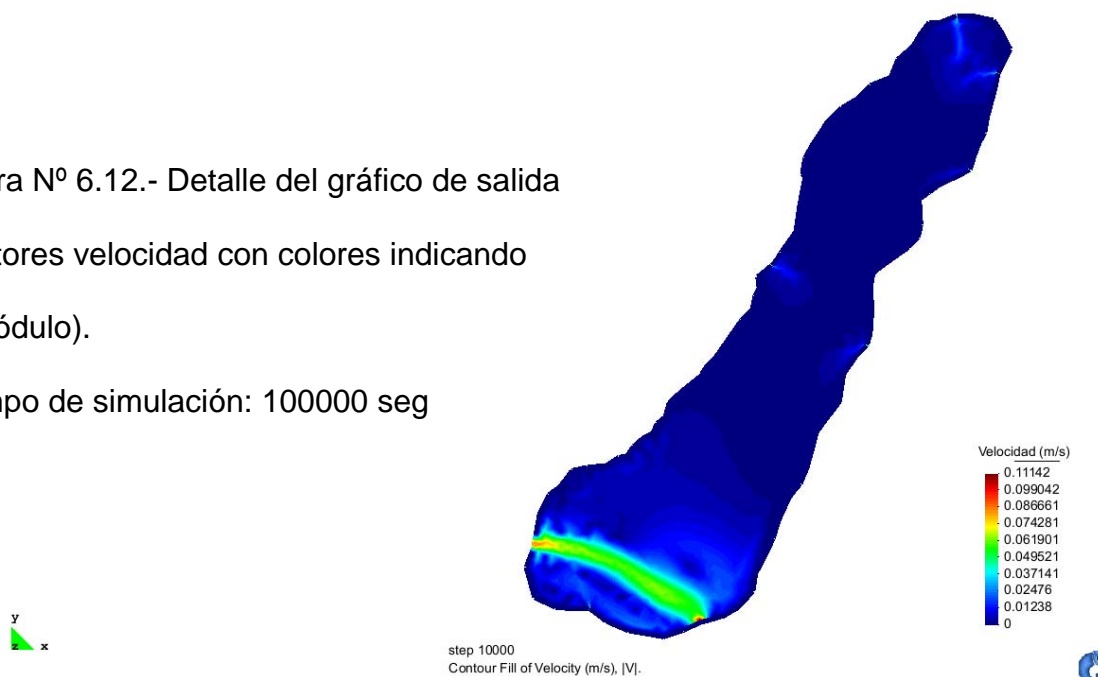 ra Nº 6.12.- Detalle del gráfico de salida
tores velocidad con colores indicando
ódulo).
npo de simulación: 100000 seg
Velocidad (m/s)
0.11142
0.099042
0.086661
0.074281
0.061901
0.049521
0.037141
0.02476
0.01238
0
y
z x
step 10000
Contour Fill of Velocity (m/s), |V|.